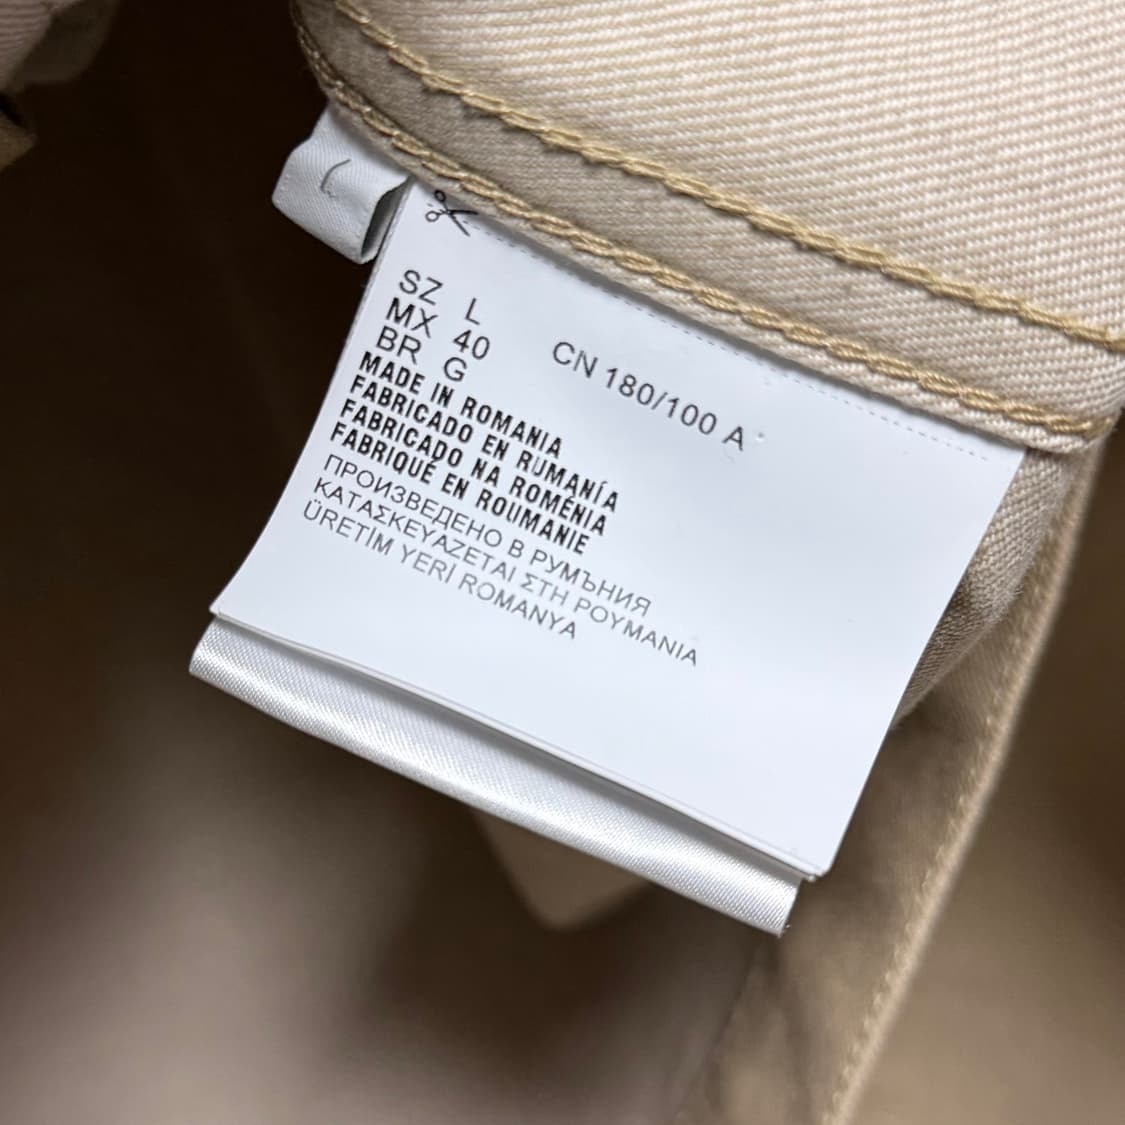 SZ L
MX 40
BR G
CN 180/100 A
MADE IN ROMANIA
FABRICADO EN RUMANÍA
FABRICADO NA ROMÉNIA
FABRIQUÉ EN ROUMANIE
ПРОИЗВЕДЕНО В РУМЪНИЯ
ΚΑΤΑΣΚΕΥΑΖΕΤΑΙ ΣΤΗ ΡΟΥΜΑΝΙΑ
ÜRETİM YERİ ROMANYA